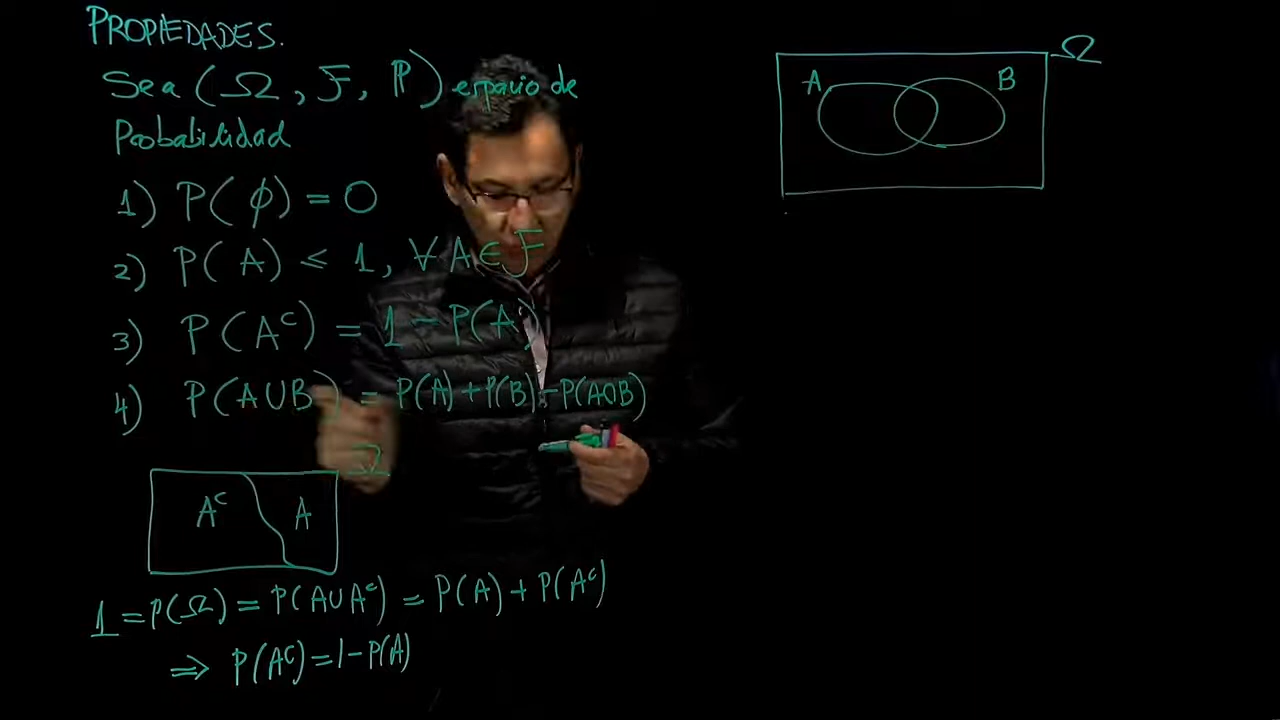 PROPIEDADES.
Sea (Ω, F, P) espacio de
Probabilidad
1) P(ϕ) = 0
2) P(A) ≤ 1, ∀ A ∈ F
3) P(Aᶜ) = 1 - P(A)
4) P(A∪B) = P(A) + P(B) - P(A∩B)
Ω
Aᶜ A
1 = P(Ω) = P(A∪Aᶜ) = P(A) + P(Aᶜ)
⇒ P(Aᶜ) = 1 - P(A)
Ω
A B